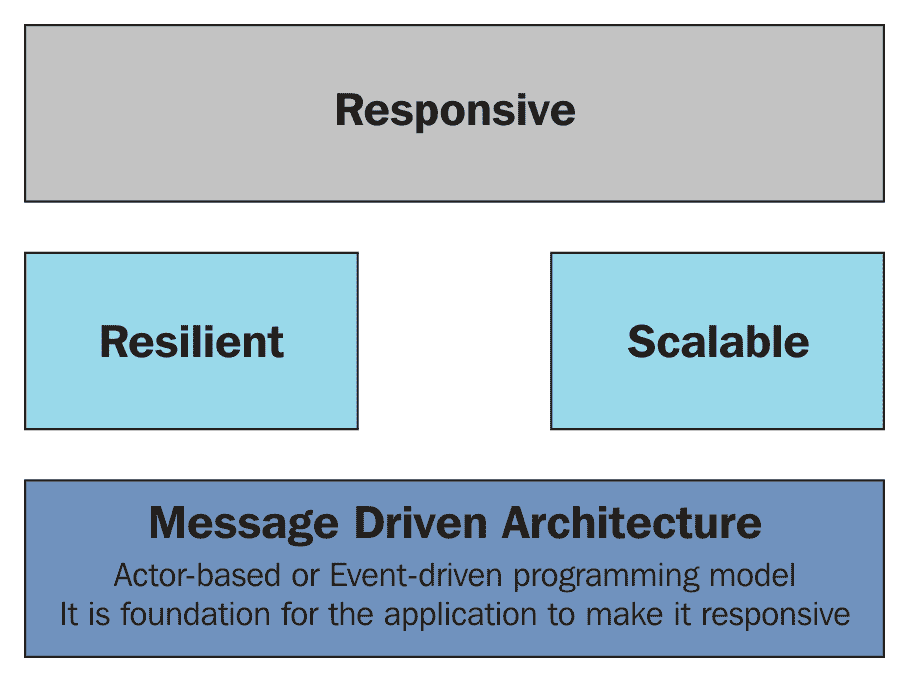 Responsive
Resilient
Scalable
Message Driven Architecture
Actor-based or Event-driven programming model
It is foundation for the application to make it responsive